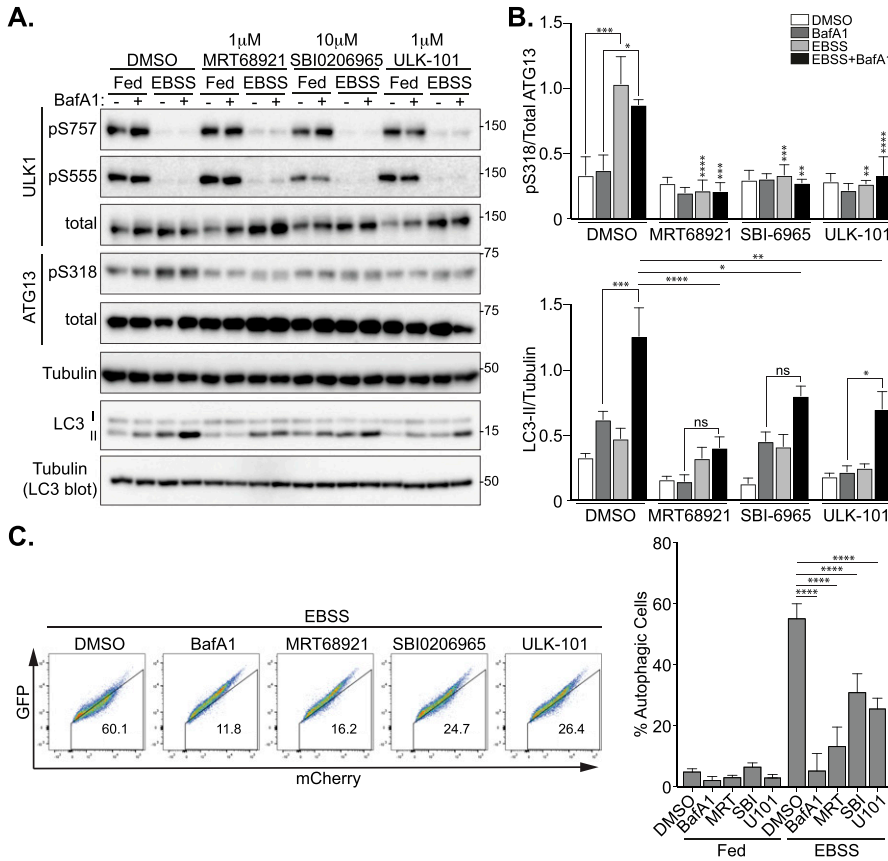 A.
1μM 10μM 1μM
DMSO MRT68921 SBI0206965 ULK-101
Fed EBSS Fed EBSS Fed EBSS Fed EBSS
BafA1: - + - + - + - + - + - + - + - +
ULK1
pS757 -150
pS555
total 150-
ATG13
pS318 75-
total 75-
Tubulin -50
LC3 I II -15
Tubulin
(LC3 blot) -50
B.
DMSO
BafA1
EBSS
EBSS+BafA1
pS318/Total ATG13
1.5
1.0
0.5
0
*** *
**** *** *** ** ** ****
DMSO MRT68921 SBI-6965 ULK-101
LC3-II/Tubulin
1.5
1.0
0.5
0
**
*
****
*** ns ns *
DMSO MRT68921 SBI-6965 ULK-101
C.
EBSS
DMSO BafA1 MRT68921 SBI0206965 ULK-101
GFP
60.1 11.8 16.2 24.7 26.4
mCherry
% Autophagic Cells
80
60
40
20
0
****
****
****
****
DMSO BafA1 MRT SBI U101 DMSO BafA1 MRT SBI U101
Fed EBSS